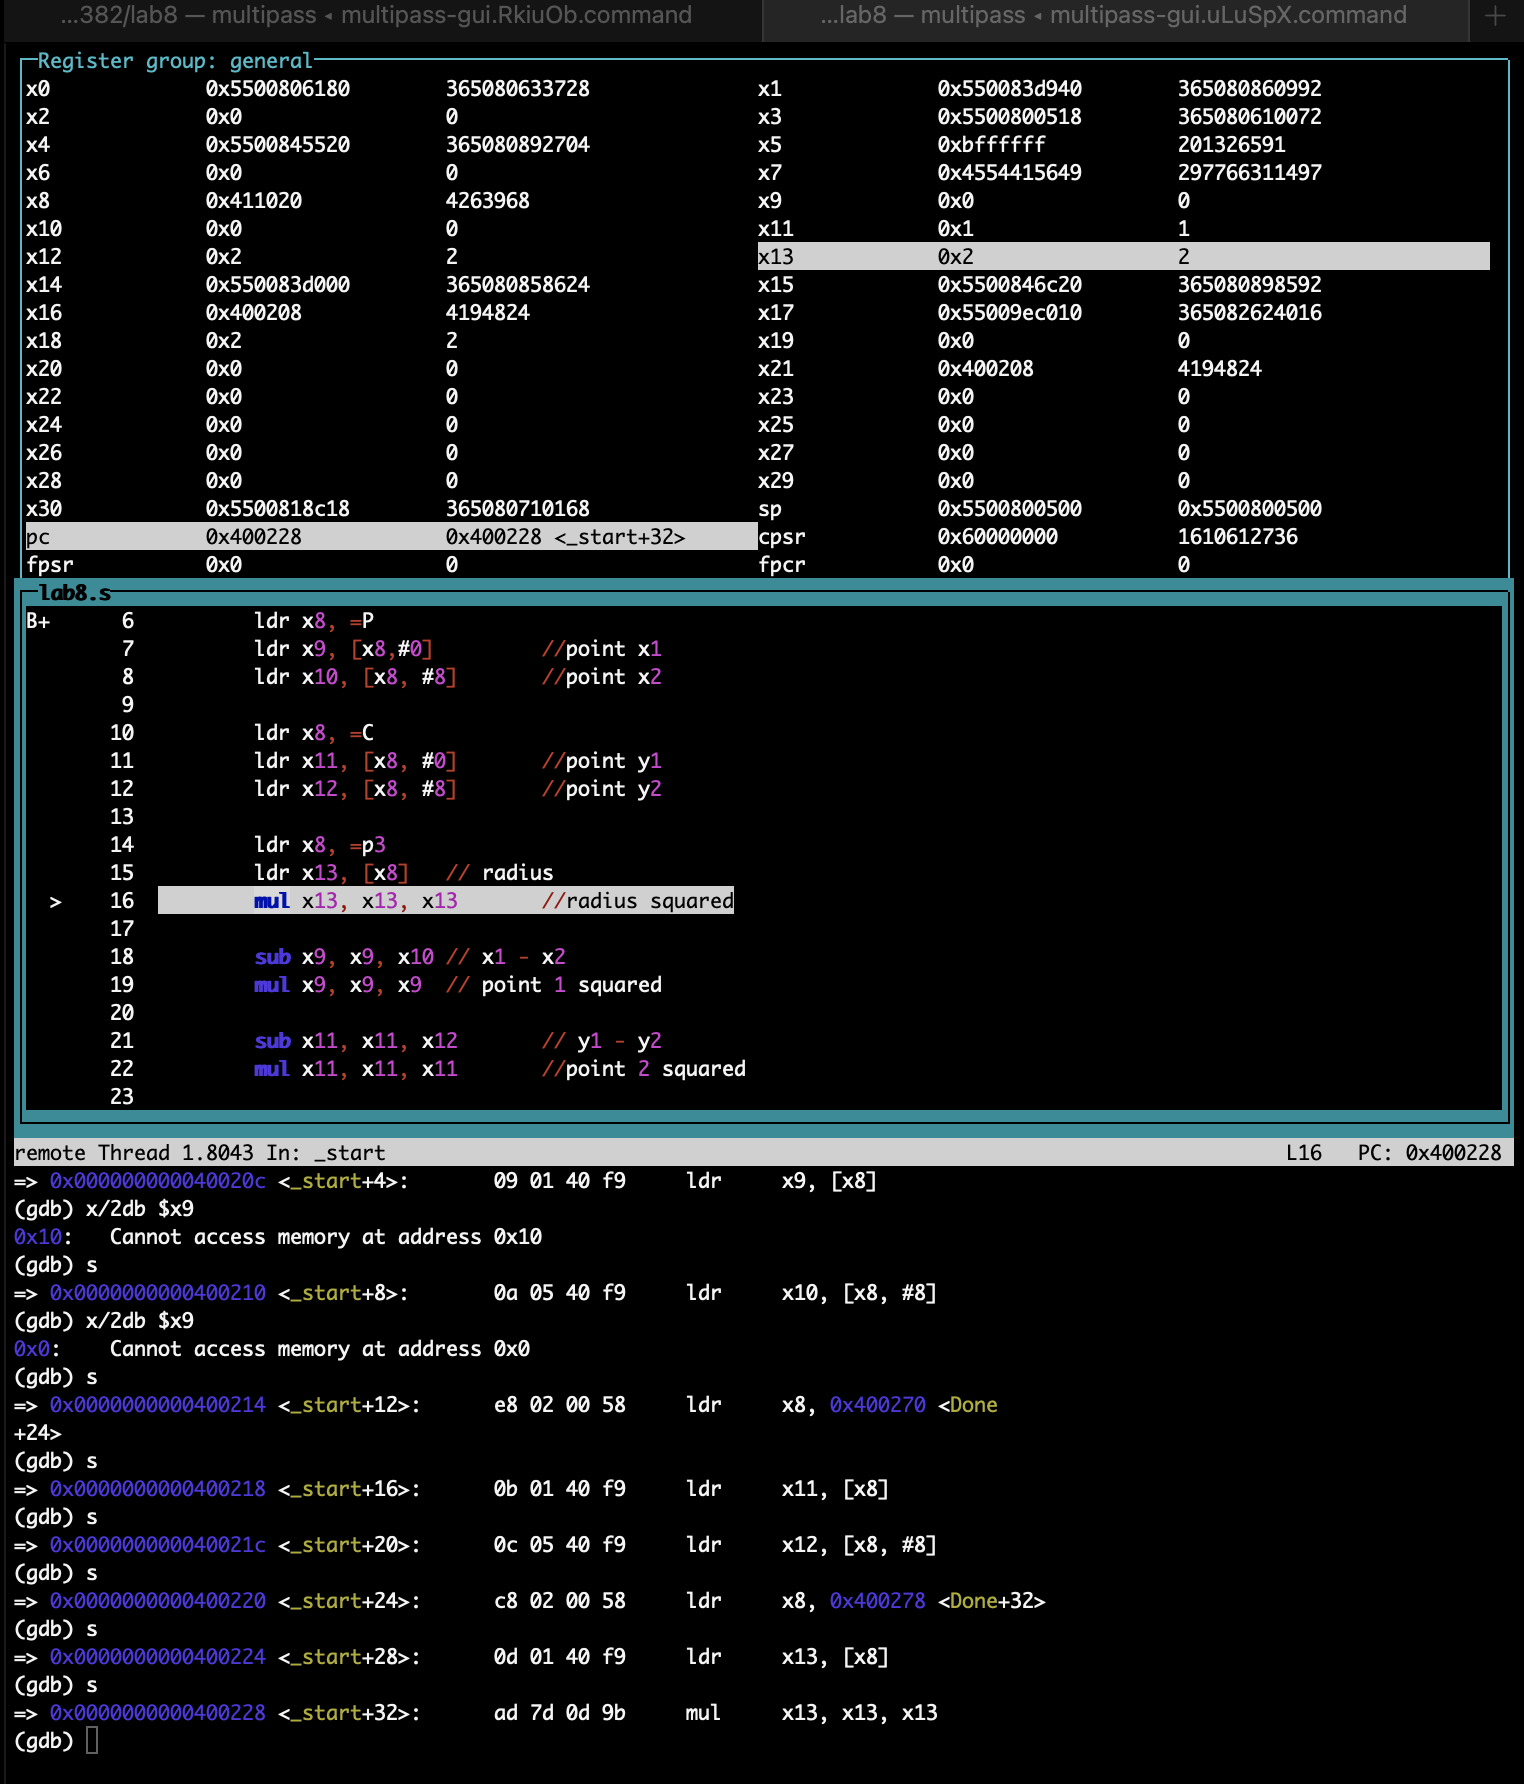 ...382/lab8 — multipass ◂ multipass-gui.RkiuOb.command ...lab8 — multipass ◂ multipass-gui.uLuSpX.command +
Register group: general
x0 0x5500806180 365080633728 x1 0x550083d940 365080860992
x2 0x0 0 x3 0x5500800518 365080610072
x4 0x5500845520 365080892704 x5 0xbffffff 201326591
x6 0x0 0 x7 0x4554415649 297766311497
x8 0x411020 4263968 x9 0x0 0
x10 0x0 0 x11 0x1 1
x12 0x2 2 x13 0x2 2
x14 0x550083d000 365080858624 x15 0x5500846c20 365080898592
x16 0x400208 4194824 x17 0x55009ec010 365082624016
x18 0x2 2 x19 0x0 0
x20 0x0 0 x21 0x400208 4194824
x22 0x0 0 x23 0x0 0
x24 0x0 0 x25 0x0 0
x26 0x0 0 x27 0x0 0
x28 0x0 0 x29 0x0 0
x30 0x5500818c18 365080710168 sp 0x5500800500 0x5500800500
pc 0x400228 0x400228 <_start+32> cpsr 0x60000000 1610612736
fpsr 0x0 0 fpcr 0x0 0
lab8.s
B+ 6 ldr x8, =P
7 ldr x9, [x8,#0] //point x1
8 ldr x10, [x8, #8] //point x2
9
10 ldr x8, =C
11 ldr x11, [x8, #0] //point y1
12 ldr x12, [x8, #8] //point y2
13
14 ldr x8, =p3
15 ldr x13, [x8] // radius
> 16 mul x13, x13, x13 //radius squared
17
18 sub x9, x9, x10 // x1 - x2
19 mul x9, x9, x9 // point 1 squared
20
21 sub x11, x11, x12 // y1 - y2
22 mul x11, x11, x11 //point 2 squared
23
remote Thread 1.8043 In: _start L16 PC: 0x400228
=> 0x000000000040020c <_start+4>: 09 01 40 f9 ldr x9, [x8]
(gdb) x/2db $x9
0x10: Cannot access memory at address 0x10
(gdb) s
=> 0x0000000000400210 <_start+8>: 0a 05 40 f9 ldr x10, [x8, #8]
(gdb) x/2db $x9
0x0: Cannot access memory at address 0x0
(gdb) s
=> 0x0000000000400214 <_start+12>: e8 02 00 58 ldr x8, 0x400270 <Done
+24>
(gdb) s
=> 0x0000000000400218 <_start+16>: 0b 01 40 f9 ldr x11, [x8]
(gdb) s
=> 0x000000000040021c <_start+20>: 0c 05 40 f9 ldr x12, [x8, #8]
(gdb) s
=> 0x0000000000400220 <_start+24>: c8 02 00 58 ldr x8, 0x400278 <Done+32>
(gdb) s
=> 0x0000000000400224 <_start+28>: 0d 01 40 f9 ldr x13, [x8]
(gdb) s
=> 0x0000000000400228 <_start+32>: ad 7d 0d 9b mul x13, x13, x13
(gdb)